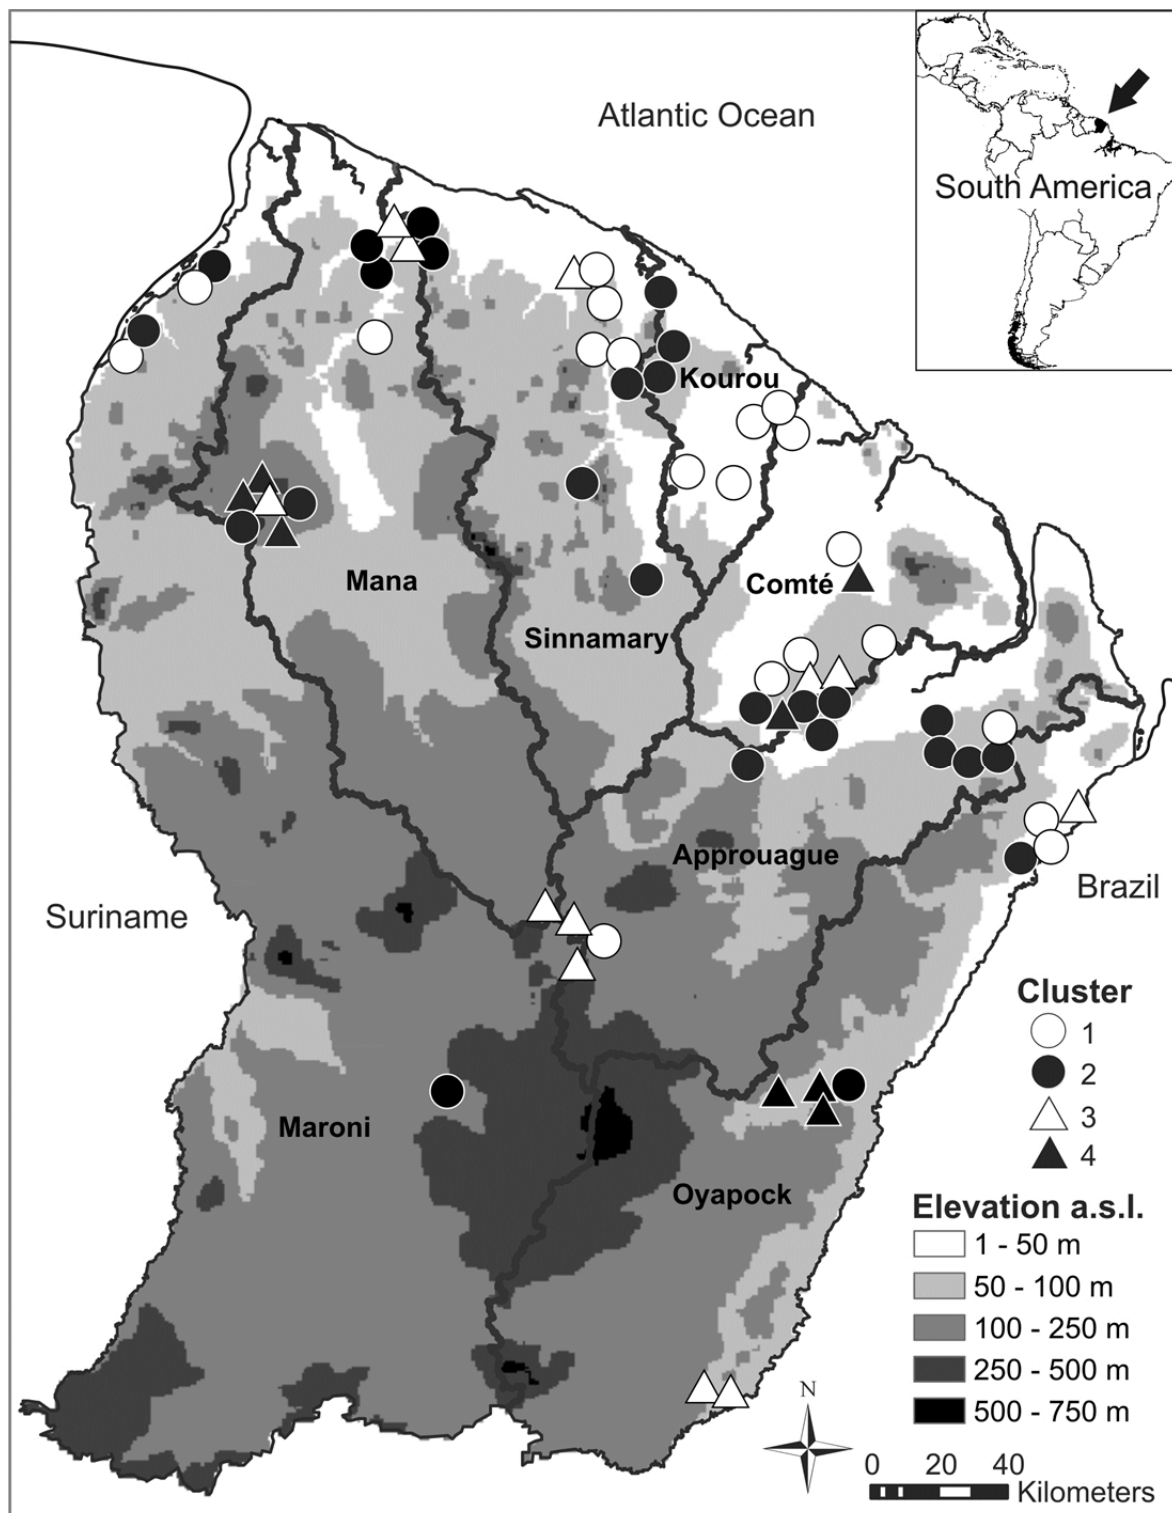 Atlantic Ocean
South America
Kourou
Mana
Comté
Sinnamary
Approuague
Suriname
Brazil
Maroni
Oyapock
Cluster
1
2
3
4
Elevation a.s.l.
1 - 50 m
50 - 100 m
100 - 250 m
250 - 500 m
500 - 750 m
N
0 20 40
Kilometers